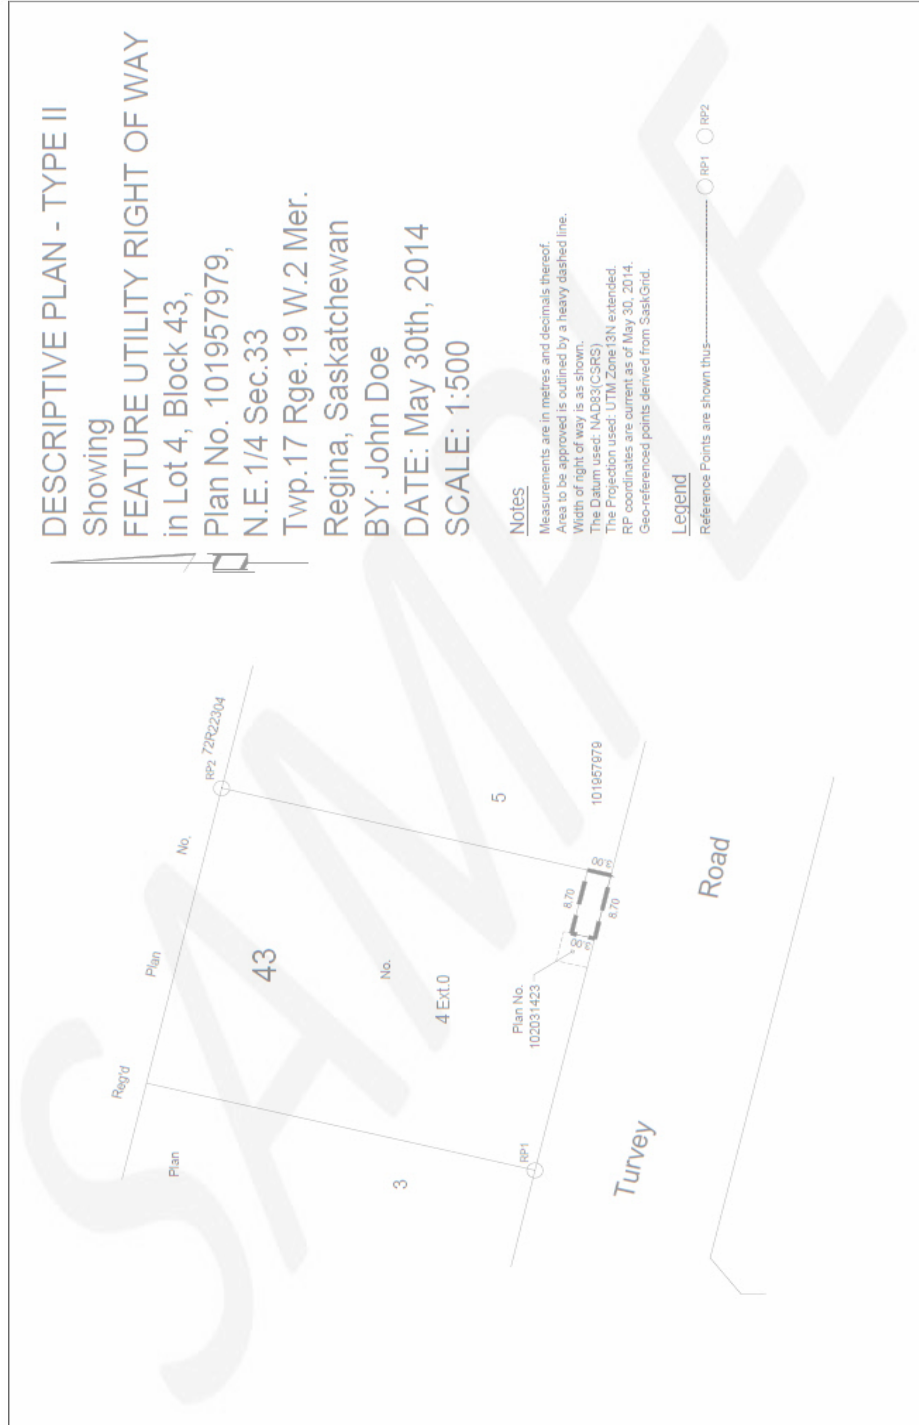 DESCRIPTIVE PLAN - TYPE II
Showing
FEATURE UTILITY RIGHT OF WAY
in Lot 4, Block 43,
Plan No. 101957979,
N.E.1/4 Sec.33
Twp.17 Rge.19 W.2 Mer.
Regina, Saskatchewan
BY: John Doe
DATE: May 30th, 2014
SCALE: 1:500
Notes
Measurements are in metres and decimals thereof.
Area to be approved is outlined by a heavy dashed line.
Width of right of way is as shown.
The Datum used: NAD83(CSRS)
The Projection used: UTM Zone13N extended.
RP coordinates are current as of May 30, 2014.
Geo-referenced points derived from SaskGrid.
Legend
Reference Points are shown thus RP1 RP2
Reg'd Plan No. RP2 72R22304
Plan
43
3
No.
4 Ext.0
5
Plan No.
102031423
8.70
8.70
101957979
RP1
Turvey Road
SAMPLE